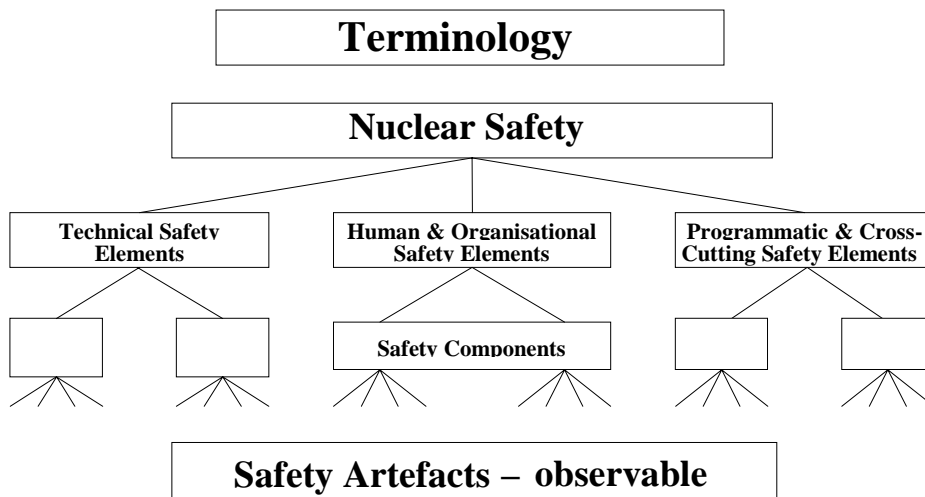 Terminology
Nuclear Safety
Technical Safety
Elements
Human & Organisational
Safety Elements
Programmatic & Cross-
Cutting Safety Elements
Safety Components
Safety Artefacts – observable